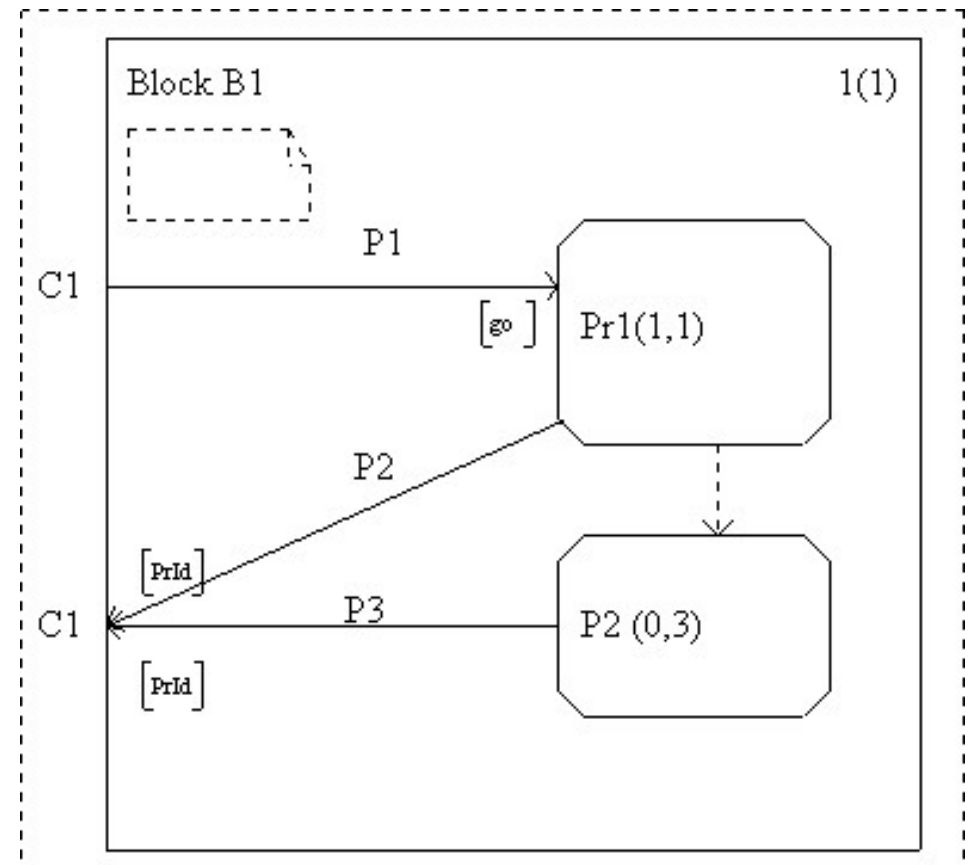 Block B1
1(1)
P1
C1
[go ]
Pr1(1,1)
P2
[PrId]
C1
P3
P2 (0,3)
[PrId]